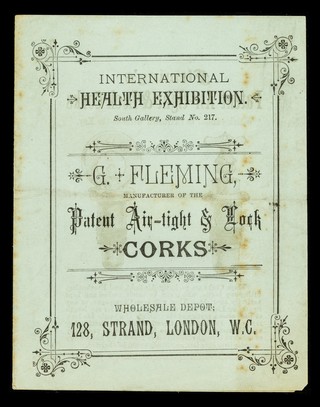 INTERNATIONAL
HEALTH EXHIBITION.
South Gallery, Stand No. 217.
G. + FLEMING,
MANUFACTURER OF THE
Patent Air-tight & Lock
CORKS
WHOLESALE DEPOT;
128, STRAND, LONDON, W.C.